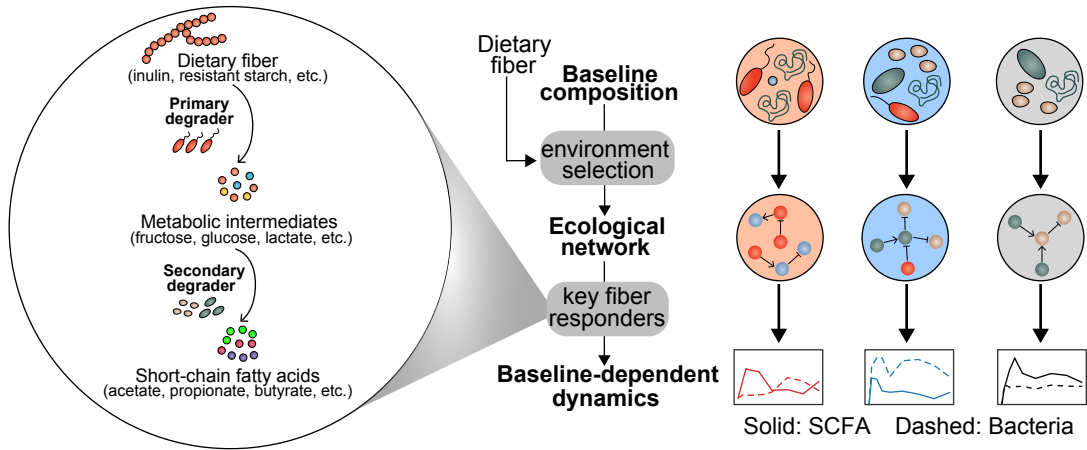 Dietary fiber
(inulin, resistant starch, etc.)
Primary
degrader
Metabolic intermediates
(fructose, glucose, lactate, etc.)
Secondary
degrader
Short-chain fatty acids
(acetate, propionate, butyrate, etc.)
Dietary
fiber
Baseline
composition
environment
selection
Ecological
network
key fiber
responders
Baseline-dependent
dynamics
Solid: SCFA
Dashed: Bacteria